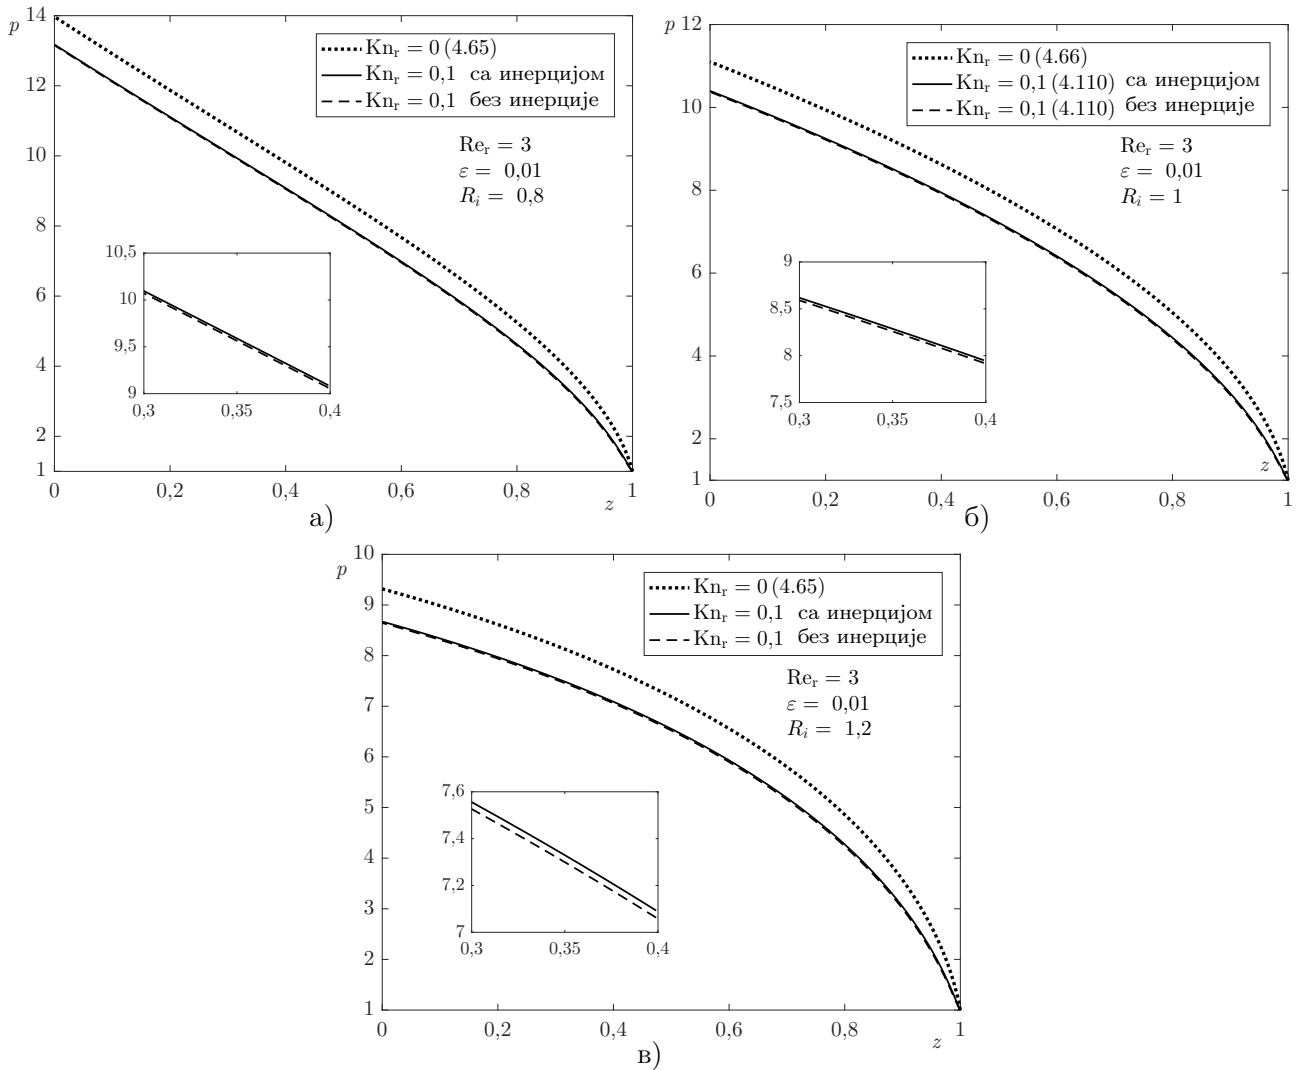 p
14
12
10
8
6
4
2
1
Kn_r = 0 (4.65)
Kn_r = 0,1 са инерцијом
Kn_r = 0,1 без инерције
Re_r = 3
ε = 0,01
R_i = 0,8
10,5
10
9,5
9
0,3 0,35 0,4
0 0,2 0,4 0,6 0,8 1
z
а)
p
12
10
8
6
4
2
1
Kn_r = 0 (4.66)
Kn_r = 0,1 (4.110) са инерцијом
Kn_r = 0,1 (4.110) без инерције
Re_r = 3
ε = 0,01
R_i = 1
9
8,5
8
7,5
0,3 0,35 0,4
z
0 0,2 0,4 0,6 0,8 1
б)
p
10
9
8
7
6
5
4
3
2
1
Kn_r = 0 (4.65)
Kn_r = 0,1 са инерцијом
Kn_r = 0,1 без инерције
Re_r = 3
ε = 0,01
R_i = 1,2
7,6
7,4
7,2
7
0,3 0,35 0,4
0 0,2 0,4 0,6 0,8 1
z
в)